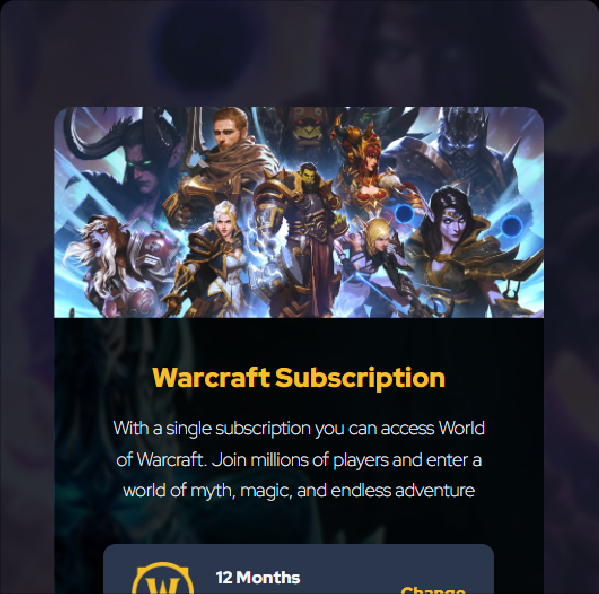 Warcraft Subscription
With a single subscription you can access World
of Warcraft. Join millions of players and enter a
world of myth, magic, and endless adventure
W
12 Months
Change